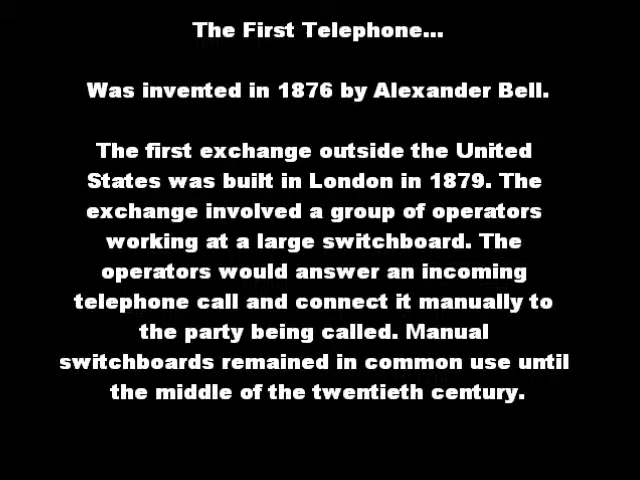 The First Telephone...
Was invented in 1876 by Alexander Bell.
The first exchange outside the United
States was built in London in 1879. The
exchange involved a group of operators
working at a large switchboard. The
operators would answer an incoming
telephone call and connect it manually to
the party being called. Manual
switchboards remained in common use until
the middle of the twentieth century.